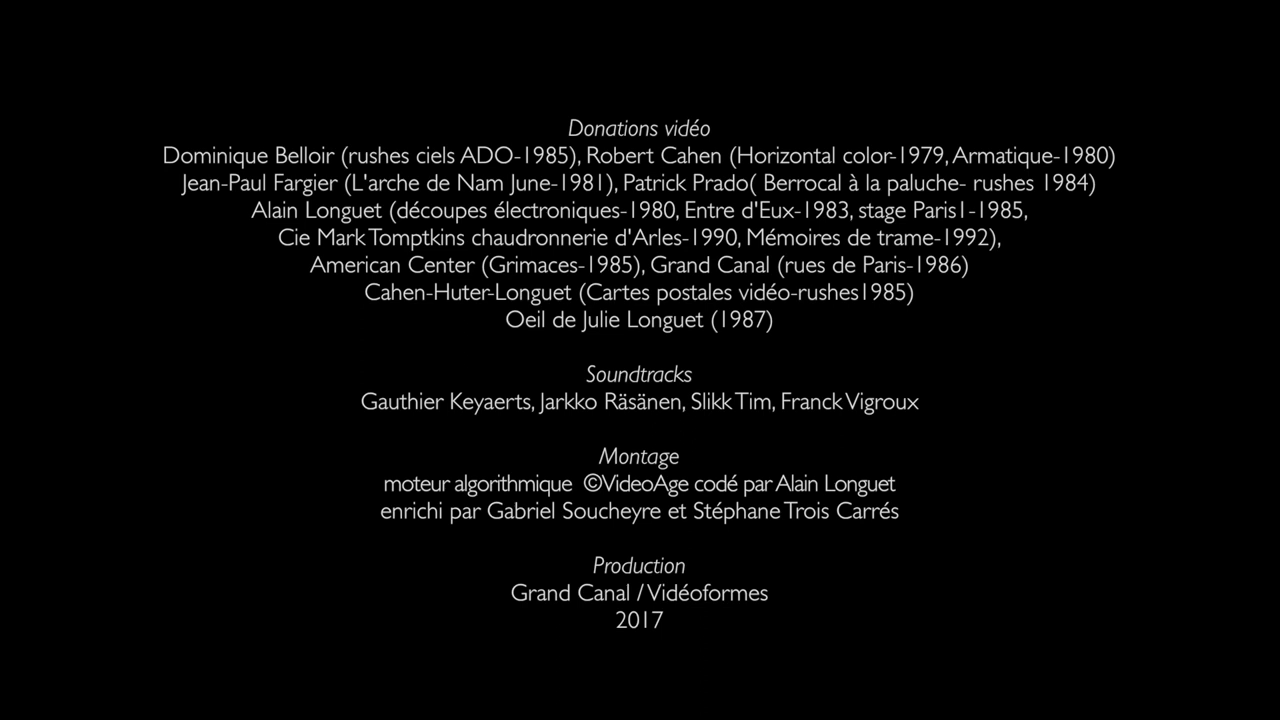 Donations vidéo
Dominique Belloir (rushes ciels ADO-1985), Robert Cahen (Horizontal color-1979, Armatique-1980)
Jean-Paul Fargier (L'arche de Nam June-1981), Patrick Prado( Berrocal à la paluche- rushes 1984)
Alain Longuet (découpes électroniques-1980, Entre d'Eux-1983, stage Paris1-1985,
Cie Mark Tomptkins chaudronnerie d'Arles-1990, Mémoires de trame-1992),
American Center (Grimaces-1985), Grand Canal (rues de Paris-1986)
Cahen-Huter-Longuet (Cartes postales vidéo-rushes1985)
Oeil de Julie Longuet (1987)
Soundtracks
Gauthier Keyaerts, Jarkko Räsänen, Slikk Tim, Franck Vigroux
Montage
moteur algorithmique ©VideoAge codé par Alain Longuet
enrichi par Gabriel Soucheyre et Stéphane Trois Carrés
Production
Grand Canal / Vidéoformes
2017